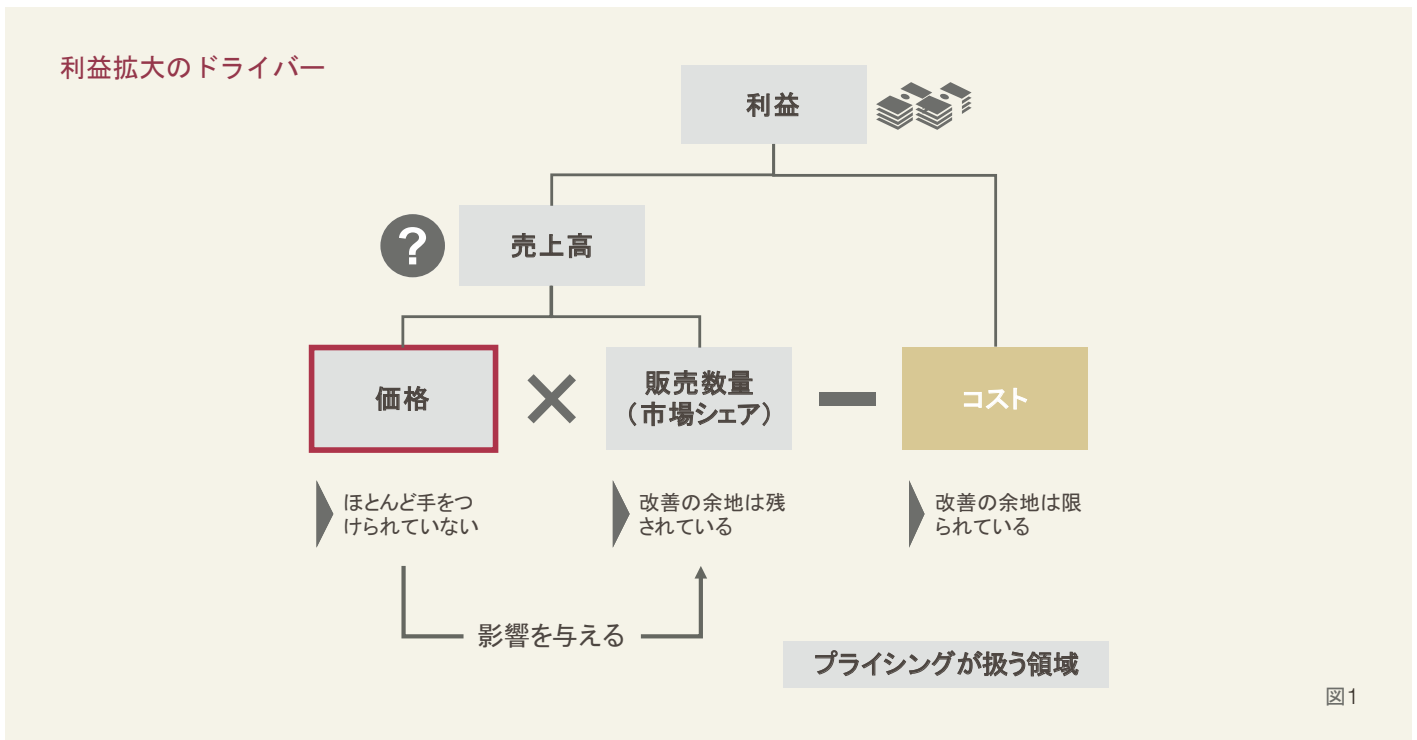 利益拡大のドライバー
利益
?
売上高
価格
販売数量
（市場シェア）
コスト
ほとんど手をつ
けられていない
改善の余地は残
されている
改善の余地は限
られている
影響を与える
プライシングが扱う領域
図1